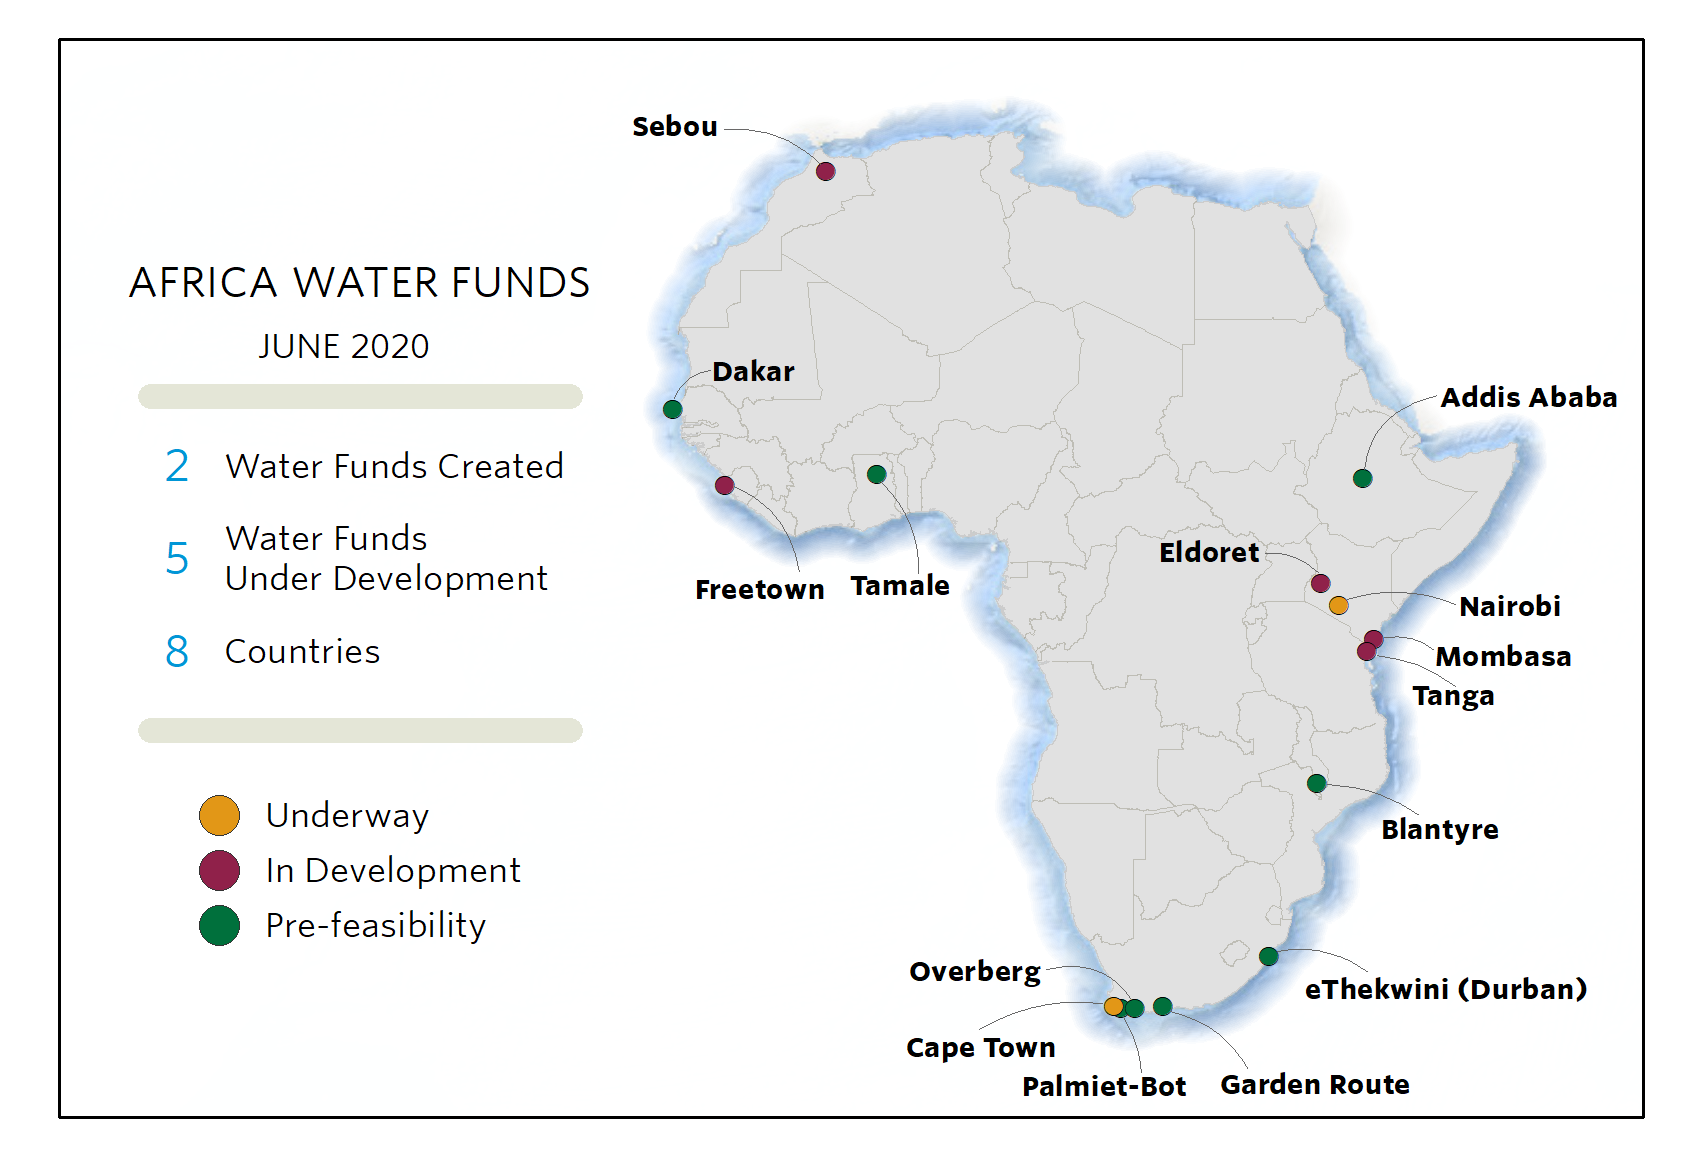 AFRICA WATER FUNDS
JUNE 2020
2 Water Funds Created
5 Water Funds
Under Development
8 Countries
Underway
In Development
Pre-feasibility
Sebou
Dakar
Addis Ababa
Eldoret
Freetown
Tamale
Nairobi
Mombasa
Tanga
Blantyre
Overberg
eThekwini (Durban)
Cape Town
Palmiet-Bot
Garden Route